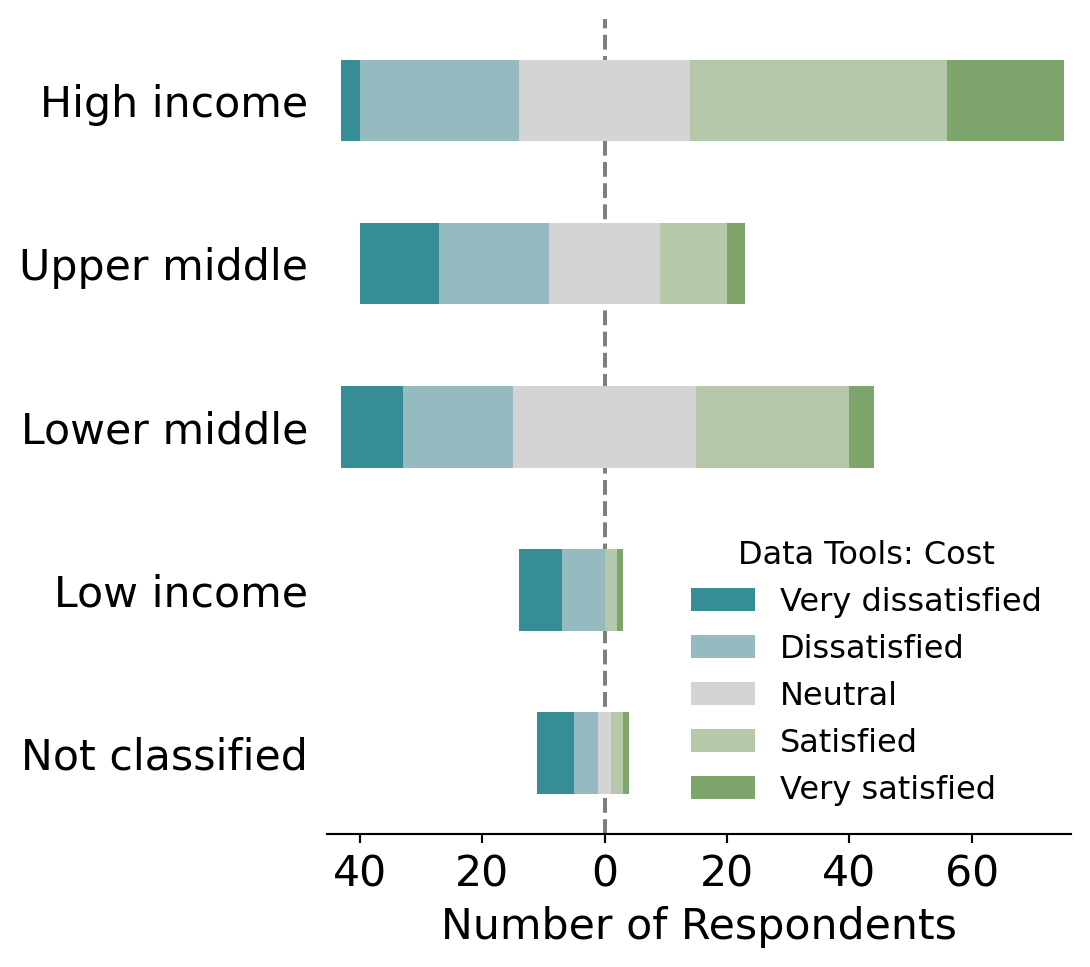 High income
Upper middle
Lower middle
Low income
Not classified
Data Tools: Cost
Very dissatisfied
Dissatisfied
Neutral
Satisfied
Very satisfied
40 20 0 20 40 60
Number of Respondents